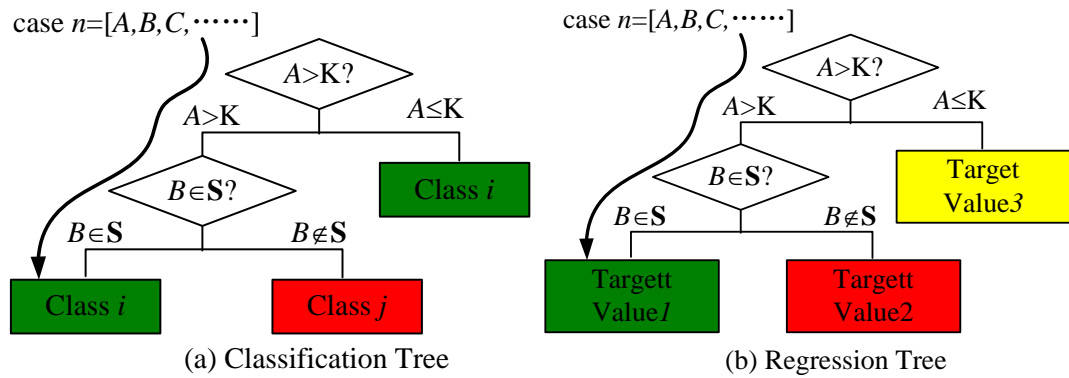 case n=[A,B,C,⋯⋯]
A>K?
A>K
A≤K
B∈S?
Class i
B∈S
B∉S
Class i
Class j
(a) Classification Tree
case n=[A,B,C,⋯⋯]
A>K?
A>K
A≤K
B∈S?
Target
Value3
B∈S
B∉S
Targett
Value1
Targett
Value2
(b) Regression Tree